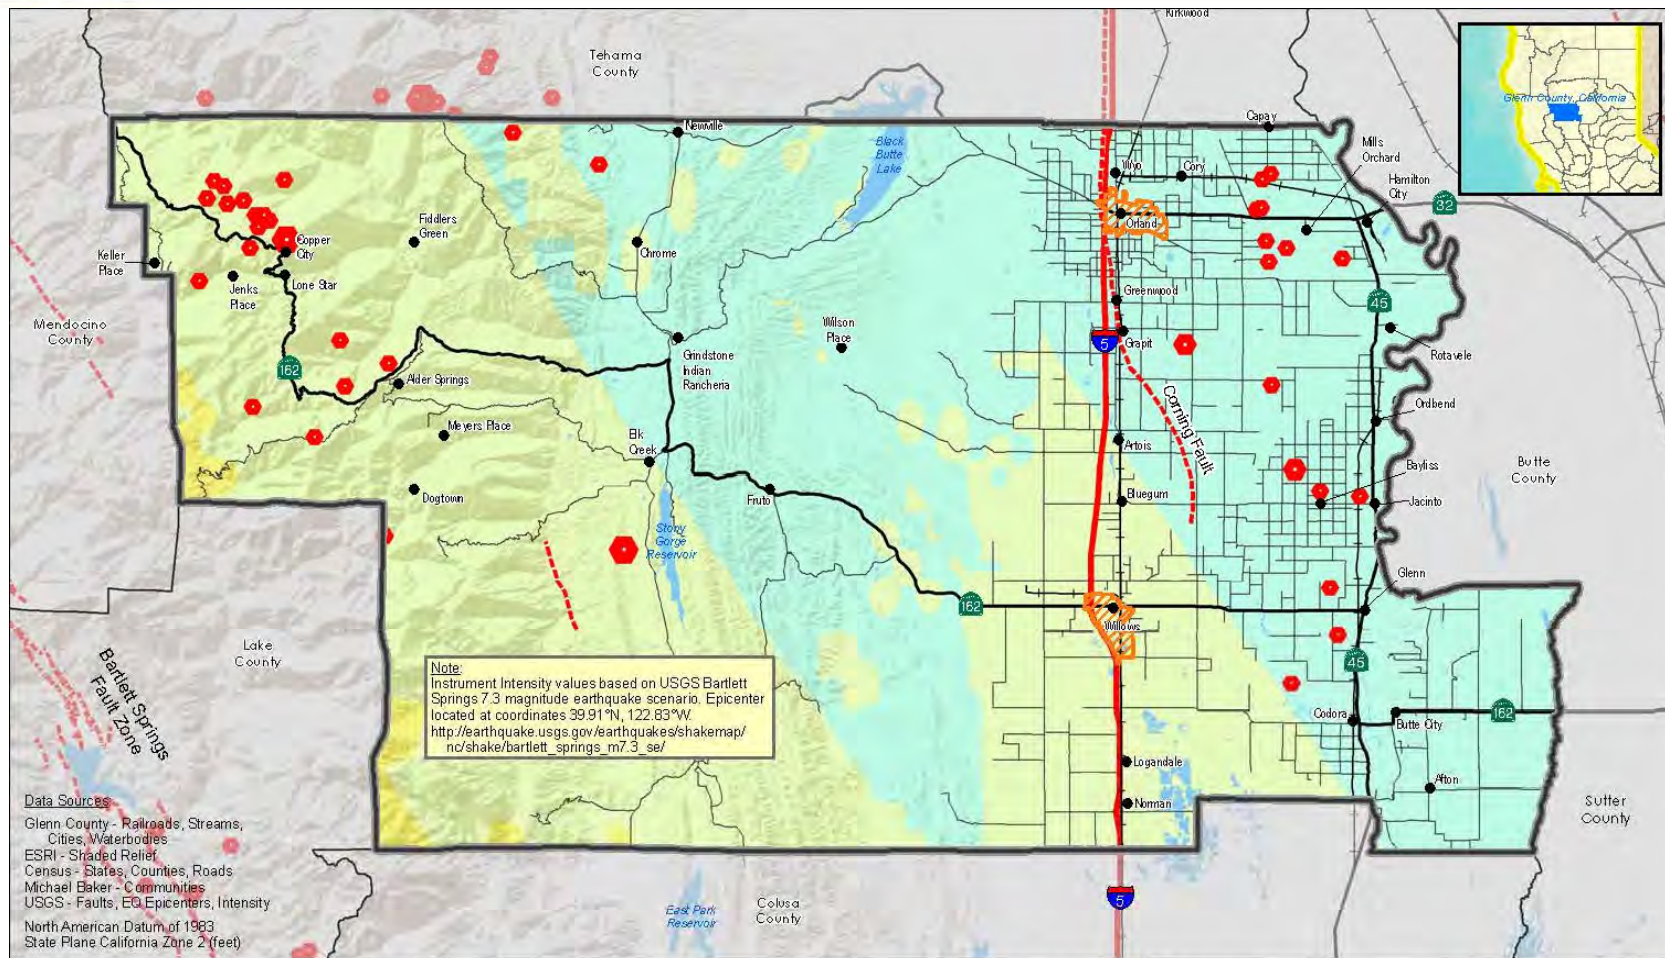 Kirkwood
Tehama
County
Glenn County, California
Newville
Capay
Black
Butte
Lake
Mills
Orchard
Wyo
Cory
Hamilton
City
32
Orland
Fiddlers
Green
Copper
City
Chrome
Keller
Place
Jenks
Place
Lone Star
Greenwood
45
Mendocino
County
Wilson
Place
5
Grapit
Rotavele
Grindstone
Indian
Rancheria
162
Alder Springs
Corning Fault
Ordbend
Meyers Place
Elk
Creek
Artois
Bayliss
Butte
County
Dogtown
Fruto
Bluegum
Jacinto
Stony
Gorge
Reservoir
Glenn
162
Willows
Lake
County
Bartlett Springs
Fault Zone
45
Note:
Instrument Intensity values based on USGS Bartlett
Springs 7.3 magnitude earthquake scenario. Epicenter
located at coordinates 39.91°N, 122.83°W.
http://earthquake.usgs.gov/earthquakes/shakemap/
nc/shake/bartlett_springs_m7.3_se/
Codora
Butte City
162
Logandale
Afton
Norman
Sutter
County
Data Sources:
Glenn County - Railroads, Streams,
Cities, Waterbodies
ESRI - Shaded Relief
Census - States, Counties, Roads
Michael Baker - Communities
USGS - Faults, EQ Epicenters, Intensity
North American Datum of 1983
State Plane California Zone 2 (feet)
East Park
Reservoir
Colusa
County
5